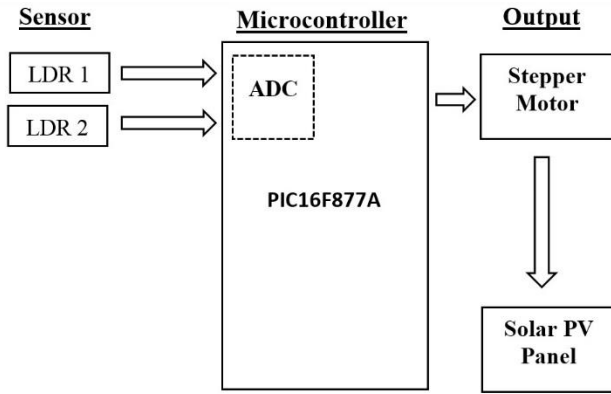 Sensor
Microcontroller
Output
LDR 1
LDR 2
ADC
PIC16F877A
Stepper
Motor
Solar PV
Panel